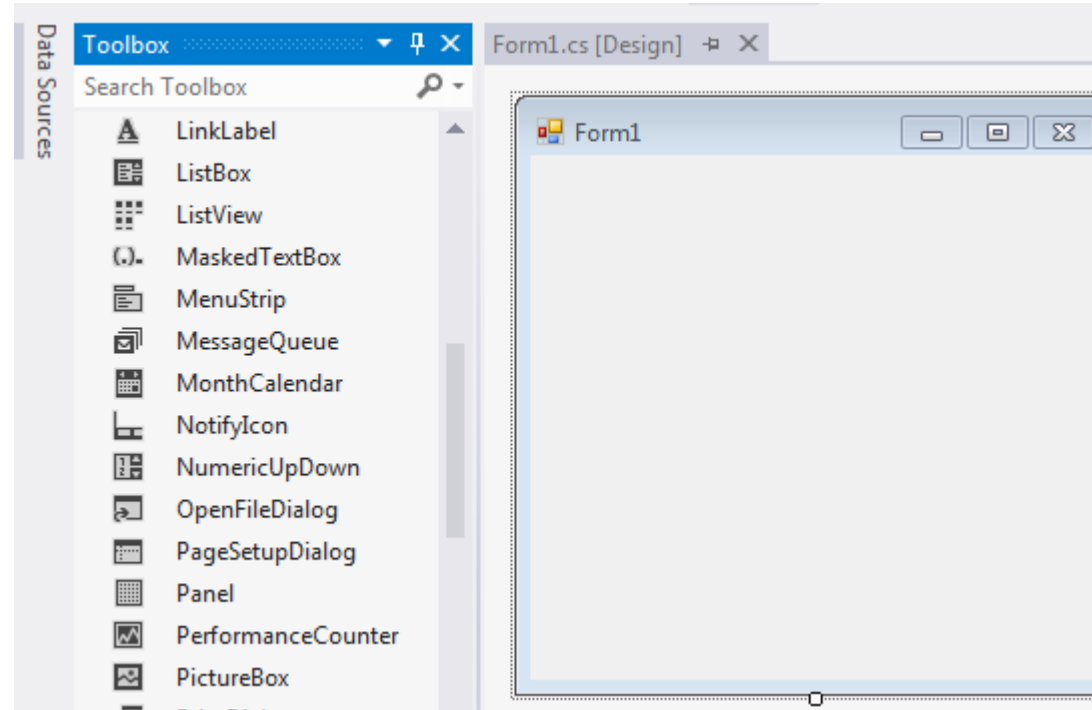 Data Sources
Toolbox
Search Toolbox
LinkLabel
ListBox
ListView
MaskedTextBox
MenuStrip
MessageQueue
MonthCalendar
NotifyIcon
NumericUpDown
OpenFileDialog
PageSetupDialog
Panel
PerformanceCounter
PictureBox
Form1.cs [Design]
Form1